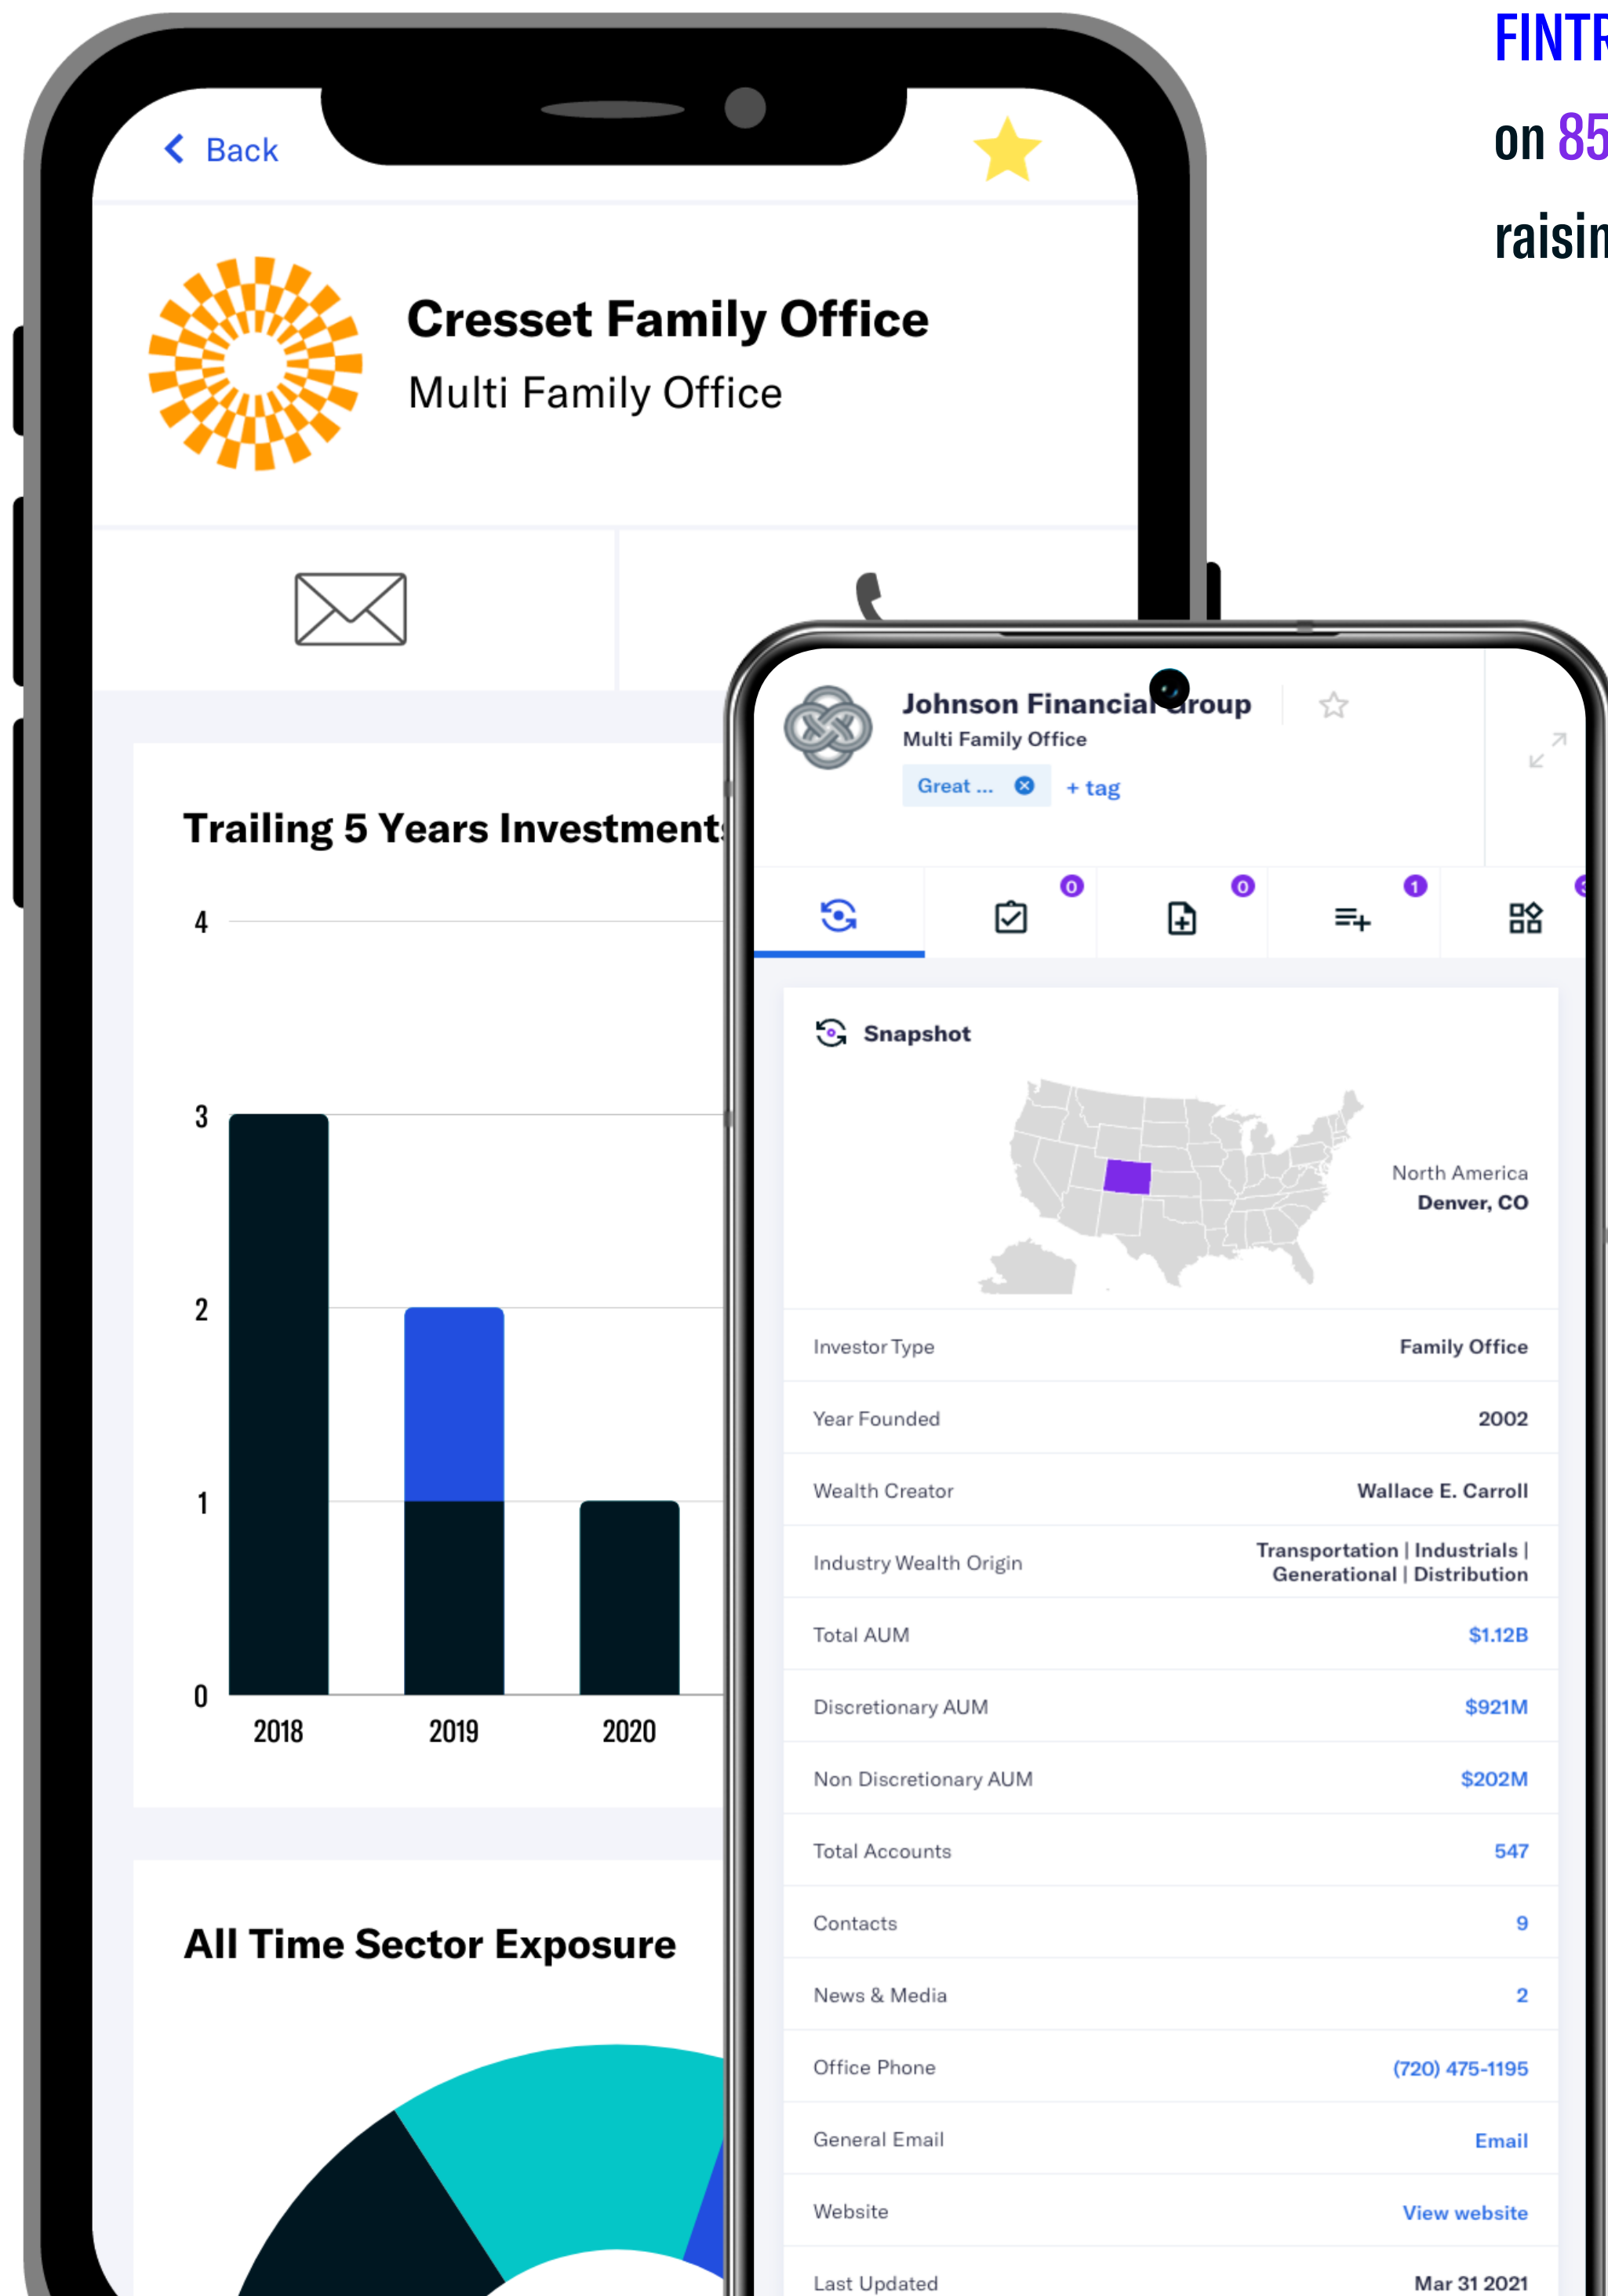 on
Back
Cresset Family Office
Multi Family Office
Trailing 5 Years Investments
4
3
2
1
0
2018
2019
2020
All Time Sector Exposure
Johnson Financial Group
Multi Family Office
Great ...
+ tag
0
0
1
Snapshot
North America
Denver, CO
Investor Type
Family Office
Year Founded
2002
Wealth Creator
Wallace E. Carroll
Industry Wealth Origin
Transportation | Industrials |
Generational | Distribution
Total AUM
$1.12B
Discretionary AUM
$921M
Non Discretionary AUM
$202M
Total Accounts
547
Contacts
9
News & Media
2
Office Phone
(720) 475-1195
General Email
Email
Website
View website
Last Updated
Mar 31 2021